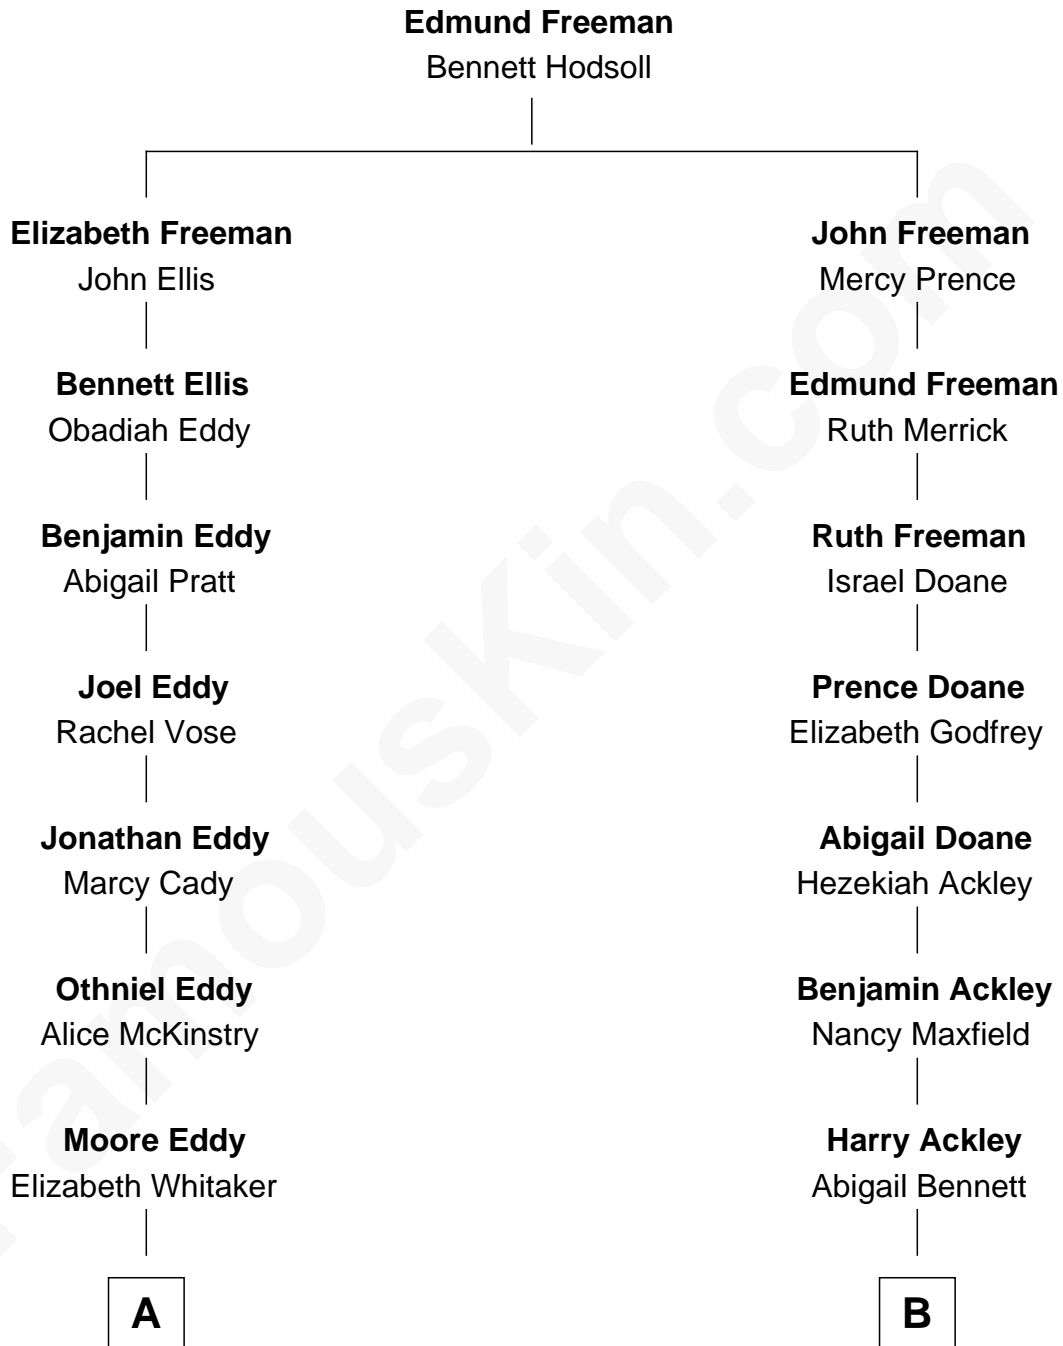 Edmund Freeman
Bennett Hodsoll
Elizabeth Freeman
John Ellis
John Freeman
Mercy Prence
Bennett Ellis
Obadiah Eddy
Edmund Freeman
Ruth Merrick
Benjamin Eddy
Abigail Pratt
Ruth Freeman
Israel Doane
Joel Eddy
Rachel Vose
Prence Doane
Elizabeth Godfrey
Jonathan Eddy
Marcy Cady
Abigail Doane
Hezekiah Ackley
Othniel Eddy
Alice McKinstry
Benjamin Ackley
Nancy Maxfield
Moore Eddy
Elizabeth Whitaker
Harry Ackley
Abigail Bennett
A
B
FamousKin.com